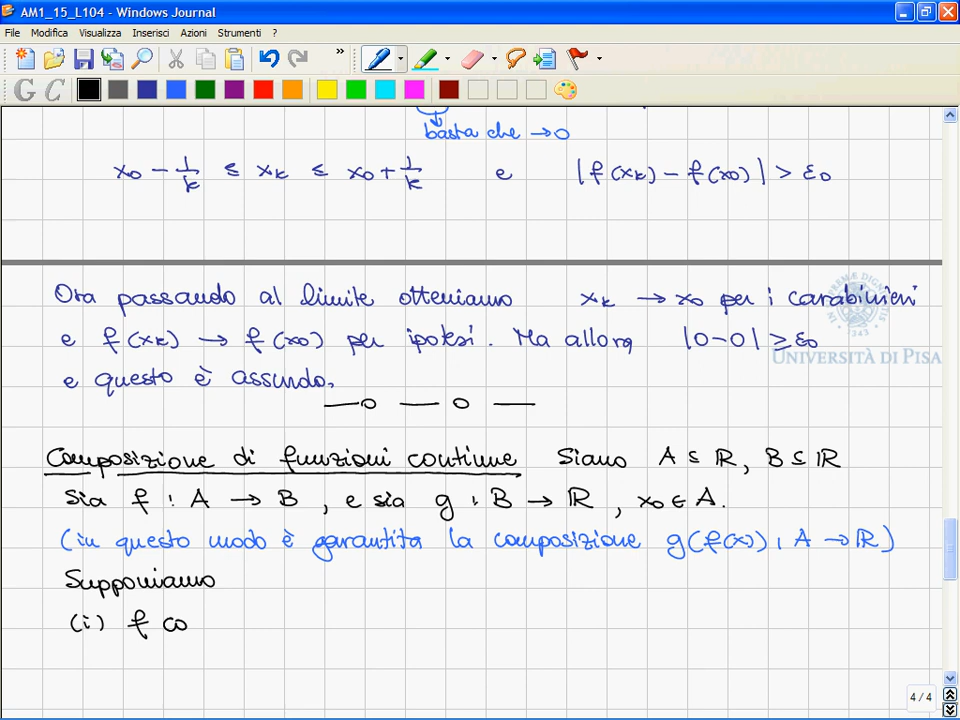 AM1_15_L104 - Windows Journal
File Modifica Visualizza Inserisci Azioni Strumenti ?
basta che → 0
x0 - 1/k ≤ xk ≤ x0 + 1/k e |f(xk) - f(x0)| > ε0
Ora passando al limite otteniamo xk → x0 per i carabinieri
e f(xk) → f(x0) per ipotesi. Ma allora |0-0| ≥ ε0
UNIVERSITÀ DI PISA
e questo è assurdo.
—o — o —
Composizione di funzioni continue Siano A ⊆ ℝ, B ⊆ ℝ
Sia f : A → B, e sia g : B → ℝ, x0 ∈ A.
(in questo modo è garantita la composizione g(f(x)) : A → ℝ)
Supponiamo
(i) f co
4 / 4